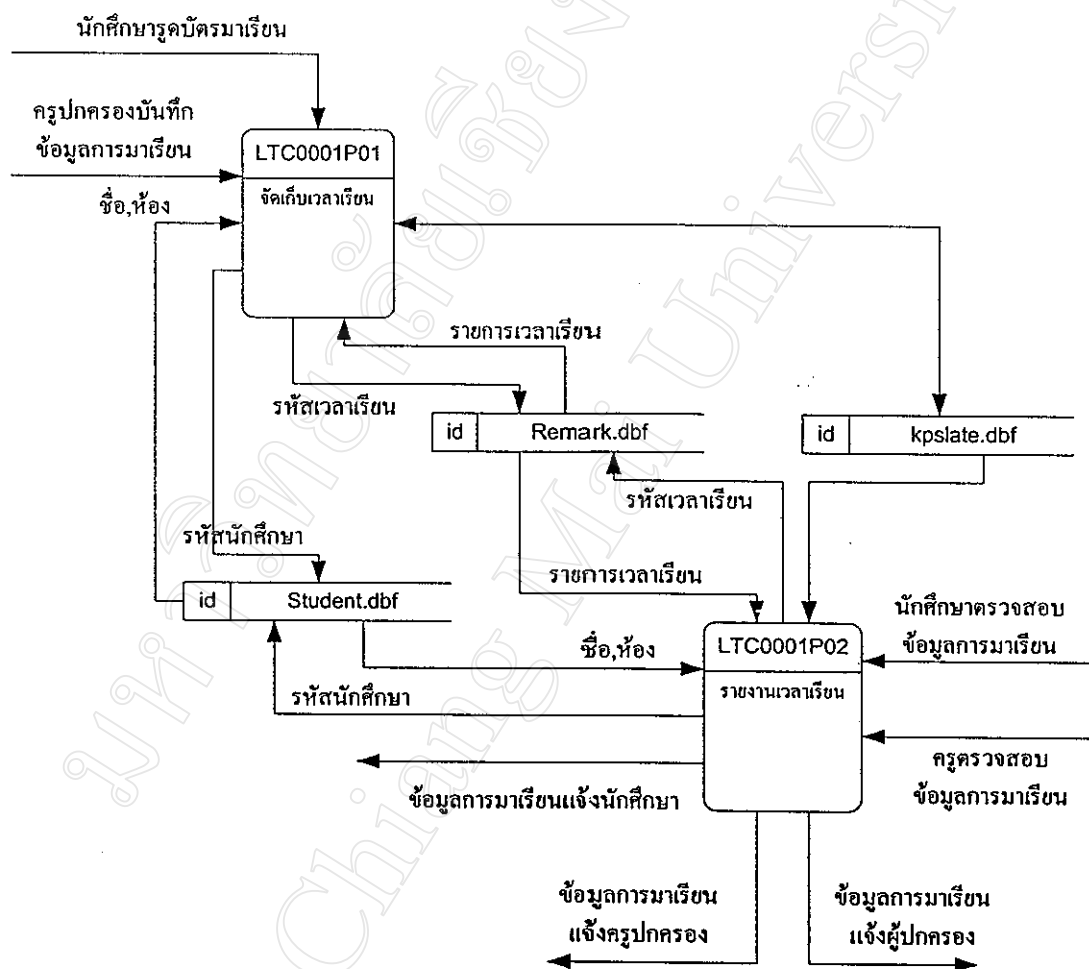 นักศึกษารูดบัตรมาเรียน
ครูปกครองบันทึก
ข้อมูลการมาเรียน
ชื่อ,ห้อง
LTC0001P01
จัดเก็บเวลาเรียน
รายการเวลาเรียน
รหัสเวลาเรียน
id
Remark.dbf
id
kpslate.dbf
รหัสเวลาเรียน
รหัสนักศึกษา
รายการเวลาเรียน
id
Student.dbf
นักศึกษาตรวจสอบ
ข้อมูลการมาเรียน
ชื่อ,ห้อง
LTC0001P02
รายงานเวลาเรียน
รหัสนักศึกษา
ครูตรวจสอบ
ข้อมูลการมาเรียน
ข้อมูลการมาเรียนแจ้งนักศึกษา
ข้อมูลการมาเรียน
แจ้งครูปกครอง
ข้อมูลการมาเรียน
แจ้งผู้ปกครอง
Chiang Mai Universi